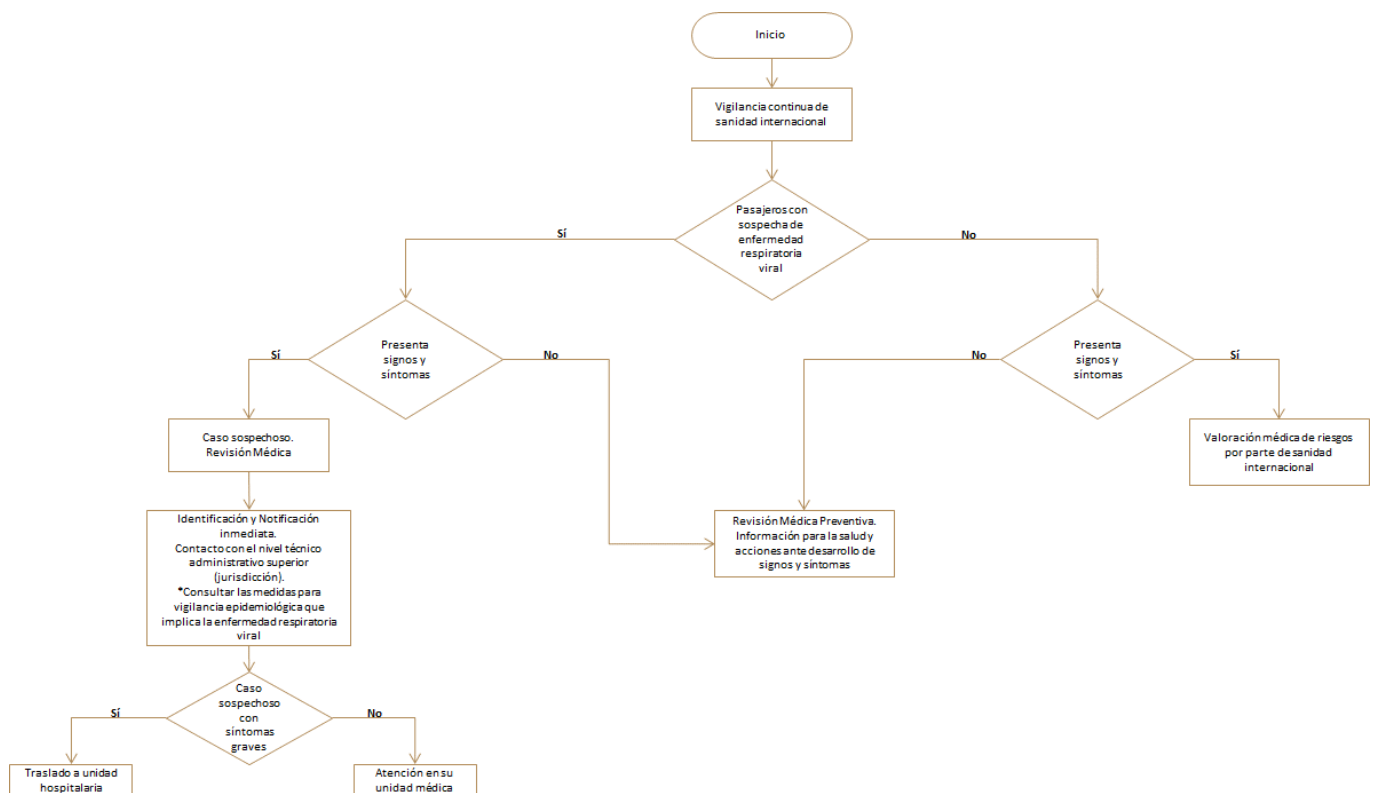 Inicio
Vigilancia continua de
sanidad internacional
Pasajeros con
sospecha de
enfermedad
respiratoria
viral
Sí
No
Presenta
signos y
síntomas
Sí
No
Presenta
signos y
síntomas
No
Sí
Caso sospechoso.
Revisión Médica
Valoración médica de riesgos
por parte de sanidad
internacional
Identificación y Notificación
inmediata.
Contacto con el nivel técnico
administrativo superior
(jurisdicción).
*Consultar las medidas para
vigilancia epidemiológica que
implica la enfermedad respiratoria
viral
Revisión Médica Preventiva.
Información para la salud y
acciones ante desarrollo de
signos y síntomas
Caso
sospechoso
con
síntomas
graves
Sí
No
Traslado a unidad
hospitalaria
Atención en su
unidad médica